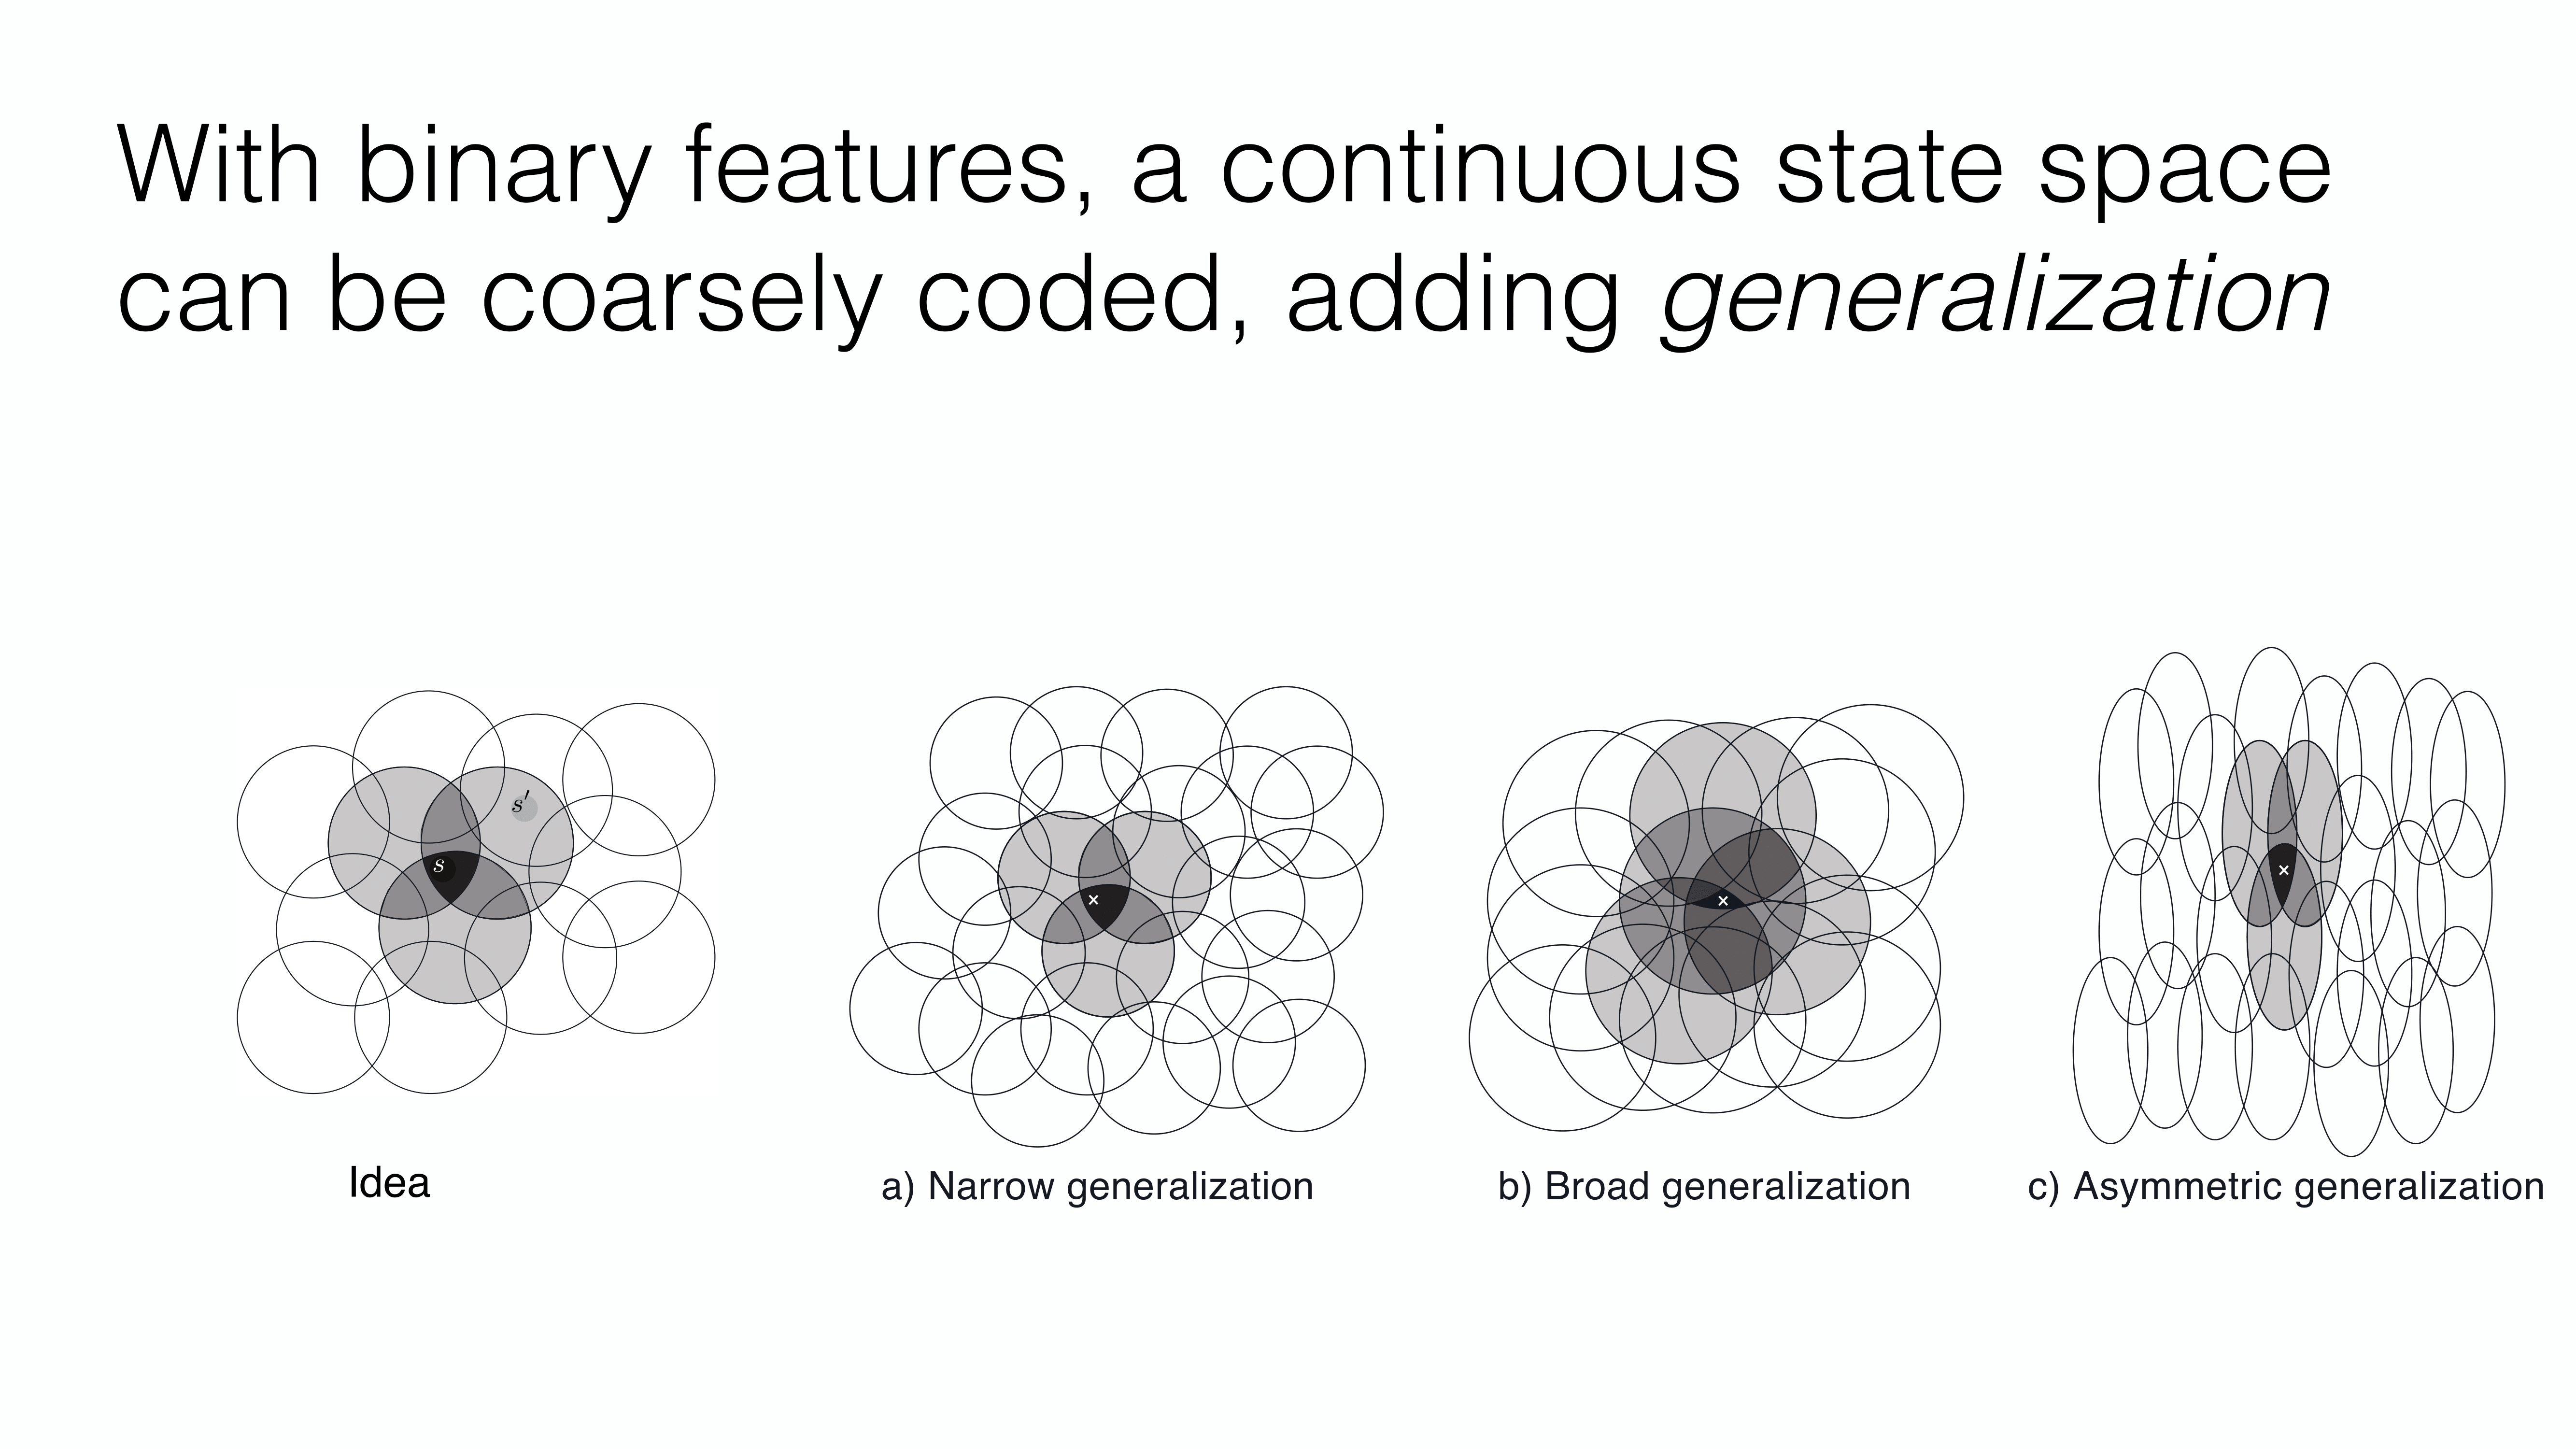 With binary features, a continuous state space
can be coarsely coded, adding generalization
s′
s
×
×
×
Idea
a) Narrow generalization
b) Broad generalization
c) Asymmetric generalization